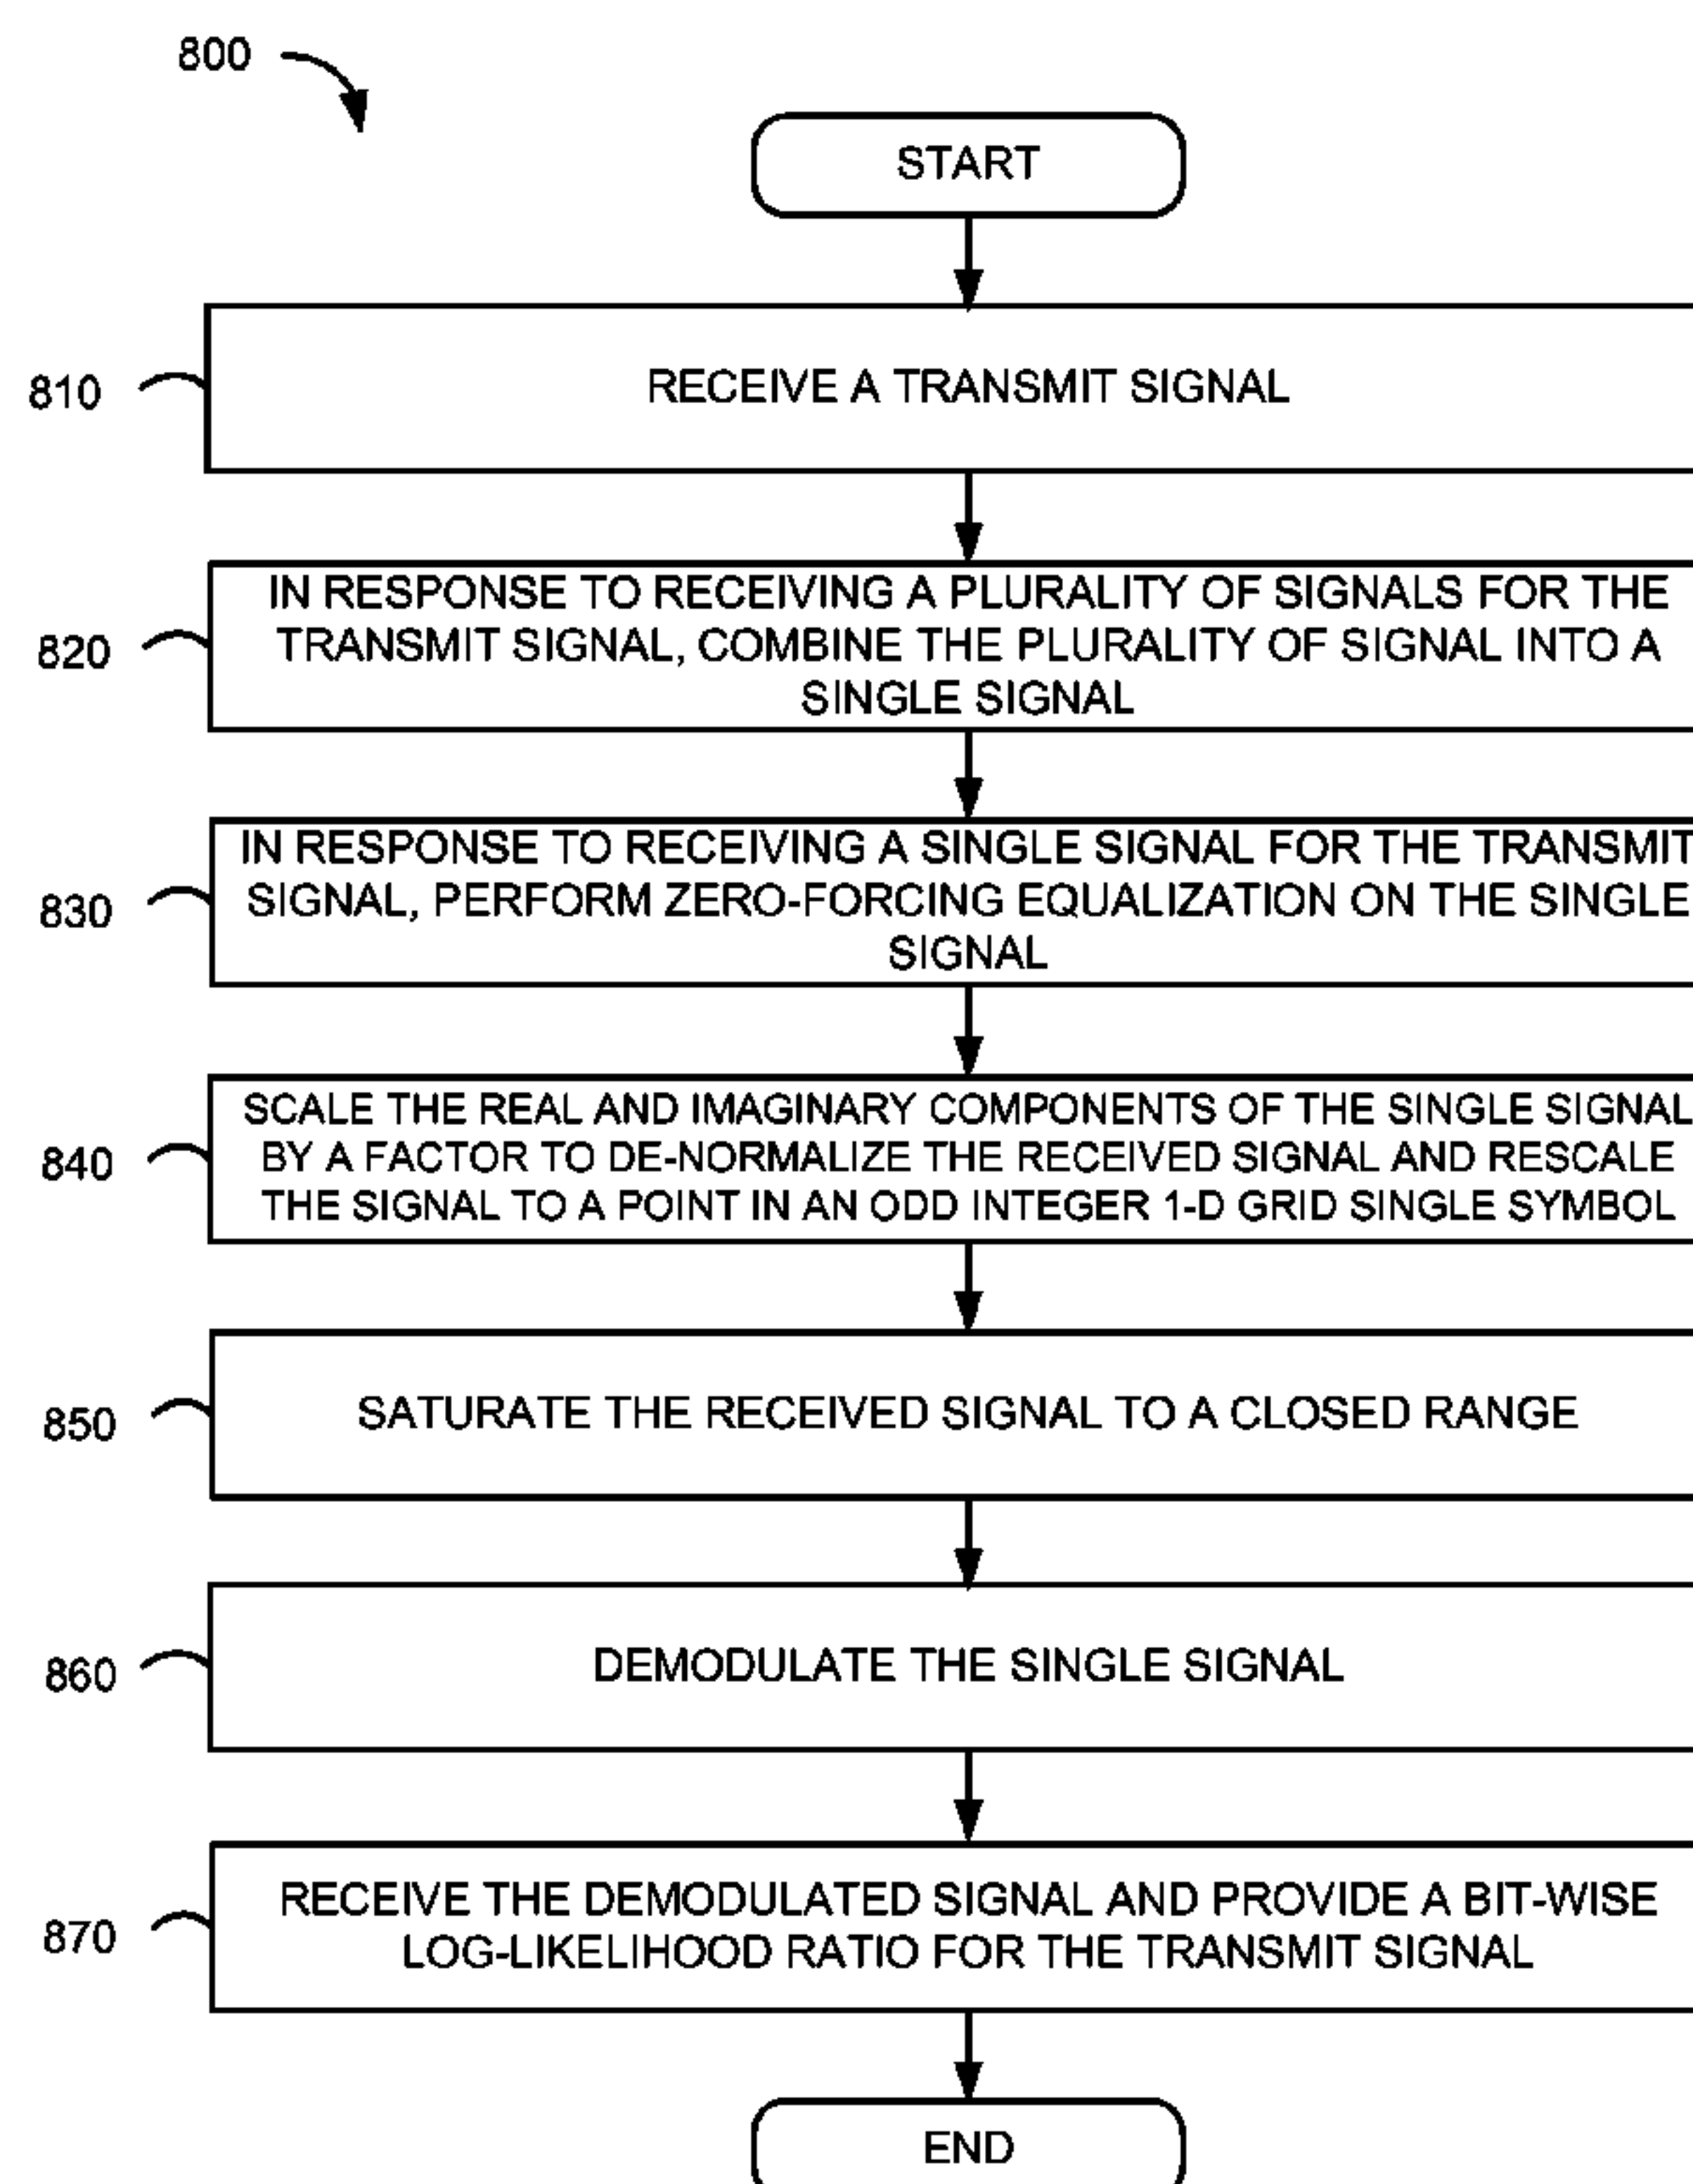 800
START
810
RECEIVE A TRANSMIT SIGNAL
820
IN RESPONSE TO RECEIVING A PLURALITY OF SIGNALS FOR THE
TRANSMIT SIGNAL, COMBINE THE PLURALITY OF SIGNAL INTO A
SINGLE SIGNAL
830
IN RESPONSE TO RECEIVING A SINGLE SIGNAL FOR THE TRANSMIT
SIGNAL, PERFORM ZERO-FORCING EQUALIZATION ON THE SINGLE
SIGNAL
840
SCALE THE REAL AND IMAGINARY COMPONENTS OF THE SINGLE SIGNAL
BY A FACTOR TO DE-NORMALIZE THE RECEIVED SIGNAL AND RESCALE
THE SIGNAL TO A POINT IN AN ODD INTEGER 1-D GRID SINGLE SYMBOL
850
SATURATE THE RECEIVED SIGNAL TO A CLOSED RANGE
860
DEMODULATE THE SINGLE SIGNAL
870
RECEIVE THE DEMODULATED SIGNAL AND PROVIDE A BIT-WISE
LOG-LIKELIHOOD RATIO FOR THE TRANSMIT SIGNAL
END